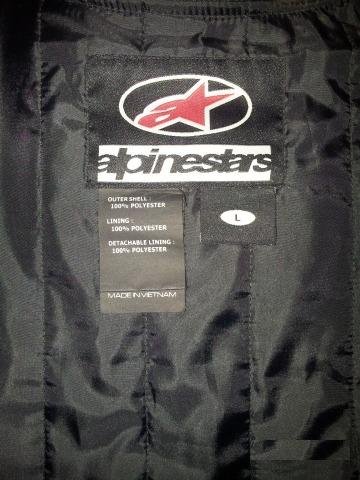 alpinestars
OUTER SHELL :
100% POLYESTER
LINING :
100% POLYESTER
DETACHABLE LINING :
100% POLYESTER
MADE IN VIETNAM
L